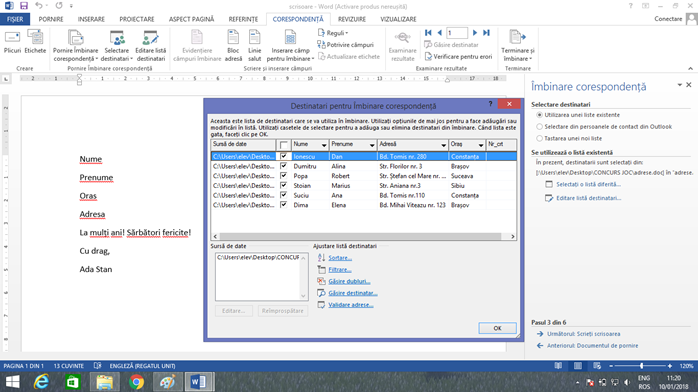 scrisoare - Word (Activare produs nereușită)
FIȘIER PORNIRE INSERARE PROIECTARE ASPECT PAGINĂ REFERINȚE CORESPONDENȚĂ REVIZUIRE VIZUALIZARE Conectare
Plicuri Etichete
Creare
Pornire îmbinare corespondență
Selectare destinatari
Editare listă destinatari
Pornire îmbinare corespondență
Evidențiere câmpuri îmbinare
Bloc adresă
Linie salut
Inserare câmp pentru îmbinare
Reguli
Potrivire câmpuri
Actualizare etichete
Scriere și inserare câmpuri
Examinare rezultate
1
Găsire destinatar
Verificare pentru erori
Examinare rezultate
Terminare și îmbinare
Terminare
Nume
Prenume
Oras
Adresa
La mulți ani! Sărbători fericite!
Cu drag,
Ada Stan
Destinatari pentru Îmbinare corespondență
Aceasta este lista de destinatari care se va utiliza în îmbinare. Utilizați opțiunile de mai jos pentru a face adăugări sau
modificări în listă. Utilizați casetele de selectare pentru a adăuga sau elimina destinatari din îmbinare. Când lista este
gata, faceți clic pe OK.
Sursă de date Nume Prenume Adresă Oraș Nr_crt
C:\Users\elev\Deskto... Ionescu Dan Bd. Tomis nr. 280 Constanța
C:\Users\elev\Deskto... Dumitru Alina Str. Florilor nr. 3 Brașov
C:\Users\elev\Deskto... Popa Robert Str. Ștefan cel Mare nr. ... Suceava
C:\Users\elev\Deskto... Stoian Marius Str. Aniana nr.3 Sibiu
C:\Users\elev\Deskto... Suciu Ana Bd. Tomis nr.110 Constanța
C:\Users\elev\Deskto... Dima Elena Bd. Mihai Viteazu nr. 123 Brașov
Sursă de date
C:\Users\elev\Desktop\CONCUR
Editare... Reîmprospătare
Ajustare listă destinatari
Sortare...
Filtrare...
Găsire dubluri...
Găsire destinatar...
Validare adrese...
OK
Îmbinare corespondență
Selectare destinatari
Utilizarea unei liste existente
Selectare din persoanele de contact din Outlook
Tastarea unei noi liste
Se utilizează o listă existentă
În prezent, destinatarii sunt selectați din:
[C:\Users\elev\Desktop\CONCURS JOC\adrese.doc] în 'adrese.
Selectați o listă diferită...
Editare listă destinatari...
Pasul 3 din 6
Următorul: Scrieți scrisoarea
Anteriorul: Documentul de pornire
PAGINA 1 DIN 1 13 CUVINTE ENGLEZĂ (REGATUL UNIT) 120%
ENG
ROS
11:20
10/01/2018